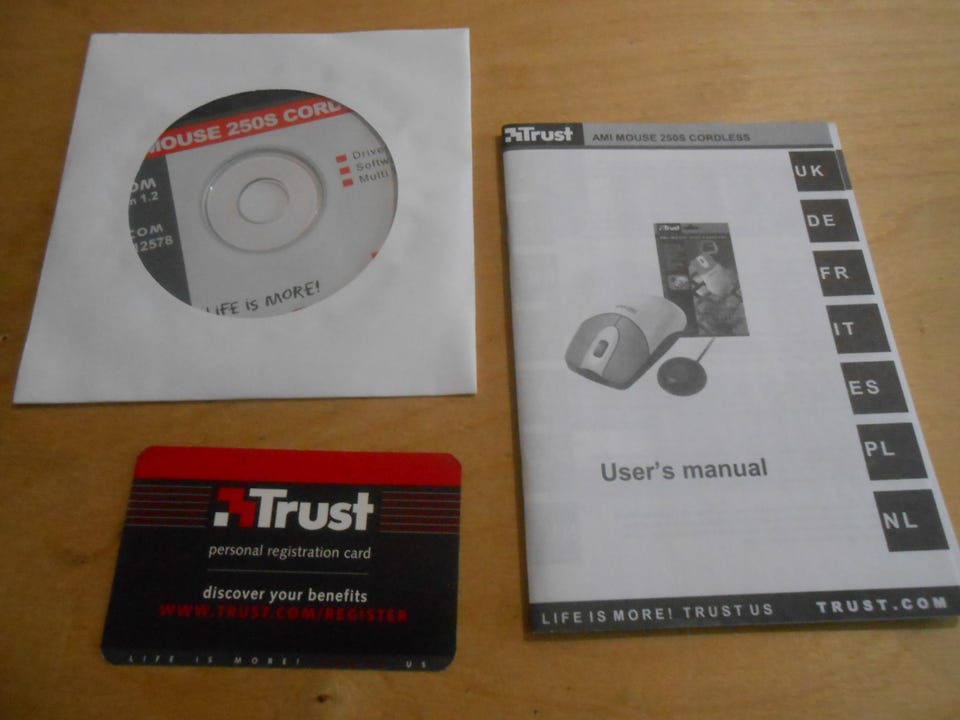 MOUSE 250S CORD
Drive
Softw
Multi
OM
n 1.2
COM
12578
LIFE iS MORE!
Trust
AMI MOUSE 250S CORDLESS
UK
DE
FR
IT
ES
PL
NL
Trust
User's manual
LIFE IS MORE! TRUST US
TRUST.COM
Trust
personal registration card
discover your benefits
WWW.TRUST.COM/REGISTER
LIFE IS MORE! US